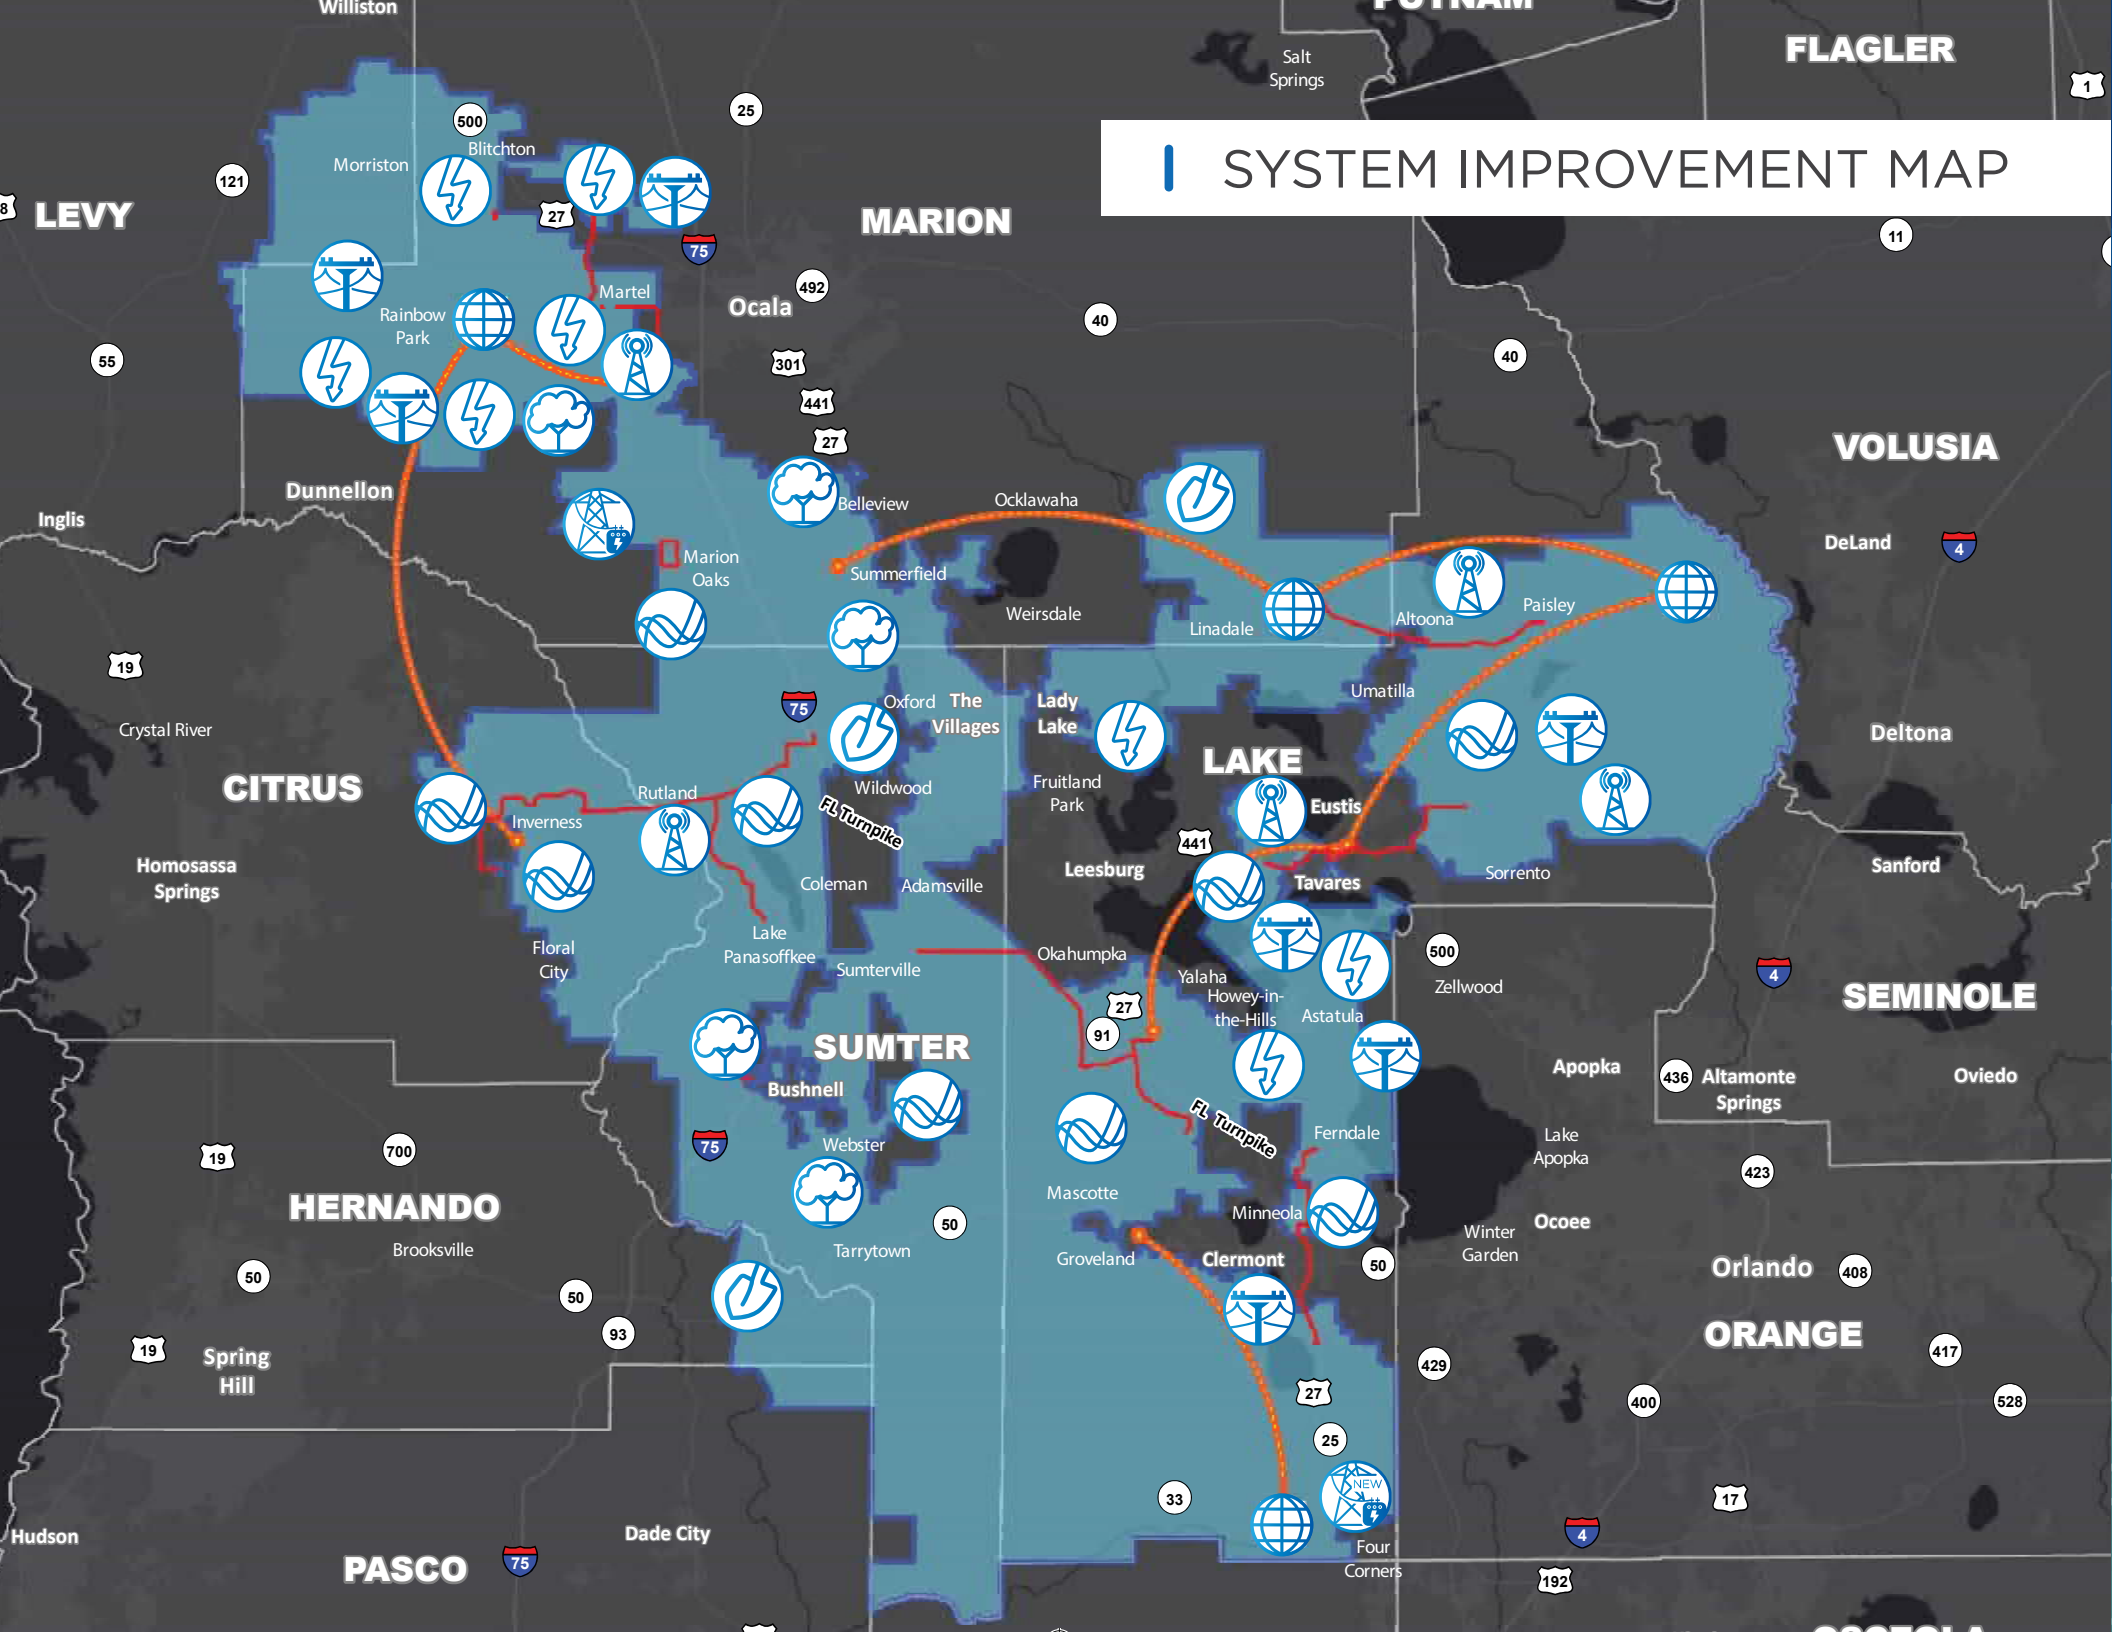 Williston
PUTNAM
FLAGLER
Salt
Springs
1
25
500
Blitchton
SYSTEM IMPROVEMENT MAP
Morriston
121
8
LEVY
27
MARION
75
11
492
Martel
Ocala
Rainbow
Park
40
55
301
40
441
27
VOLUSIA
Dunnellon
Inglis
Belleview
Ocklawaha
DeLand
4
Marion
Oaks
Summerfield
Weirsdale
Linadale
Altoona
Paisley
19
Umatilla
75
Oxford
The
Villages
Lady
Lake
Crystal River
Deltona
LAKE
CITRUS
Rutland
Wildwood
Fruitland
Park
Eustis
Inverness
FL Turnpike
441
Homosassa
Springs
Leesburg
Sanford
Coleman
Adamsville
Tavares
Sorrento
Floral
City
Lake
Panasoffkee
Sumterville
Okahumpka
500
Yalaha
Zellwood
4
SEMINOLE
27
Howey-in-
the-Hills
Astatula
91
SUMTER
Bushnell
Apopka
436
Altamonte
Springs
Oviedo
75
Webster
FL Turnpike
Ferndale
Lake
Apopka
19
700
423
HERNANDO
Mascotte
Minneola
50
Ocoee
Winter
Garden
Brooksville
Tarrytown
Groveland
Clermont
50
Orlando
408
50
50
93
ORANGE
19
Spring
Hill
429
417
27
400
528
25
NEW
33
17
Hudson
Dade City
4
PASCO
75
Four
Corners
192
OSCEOLA